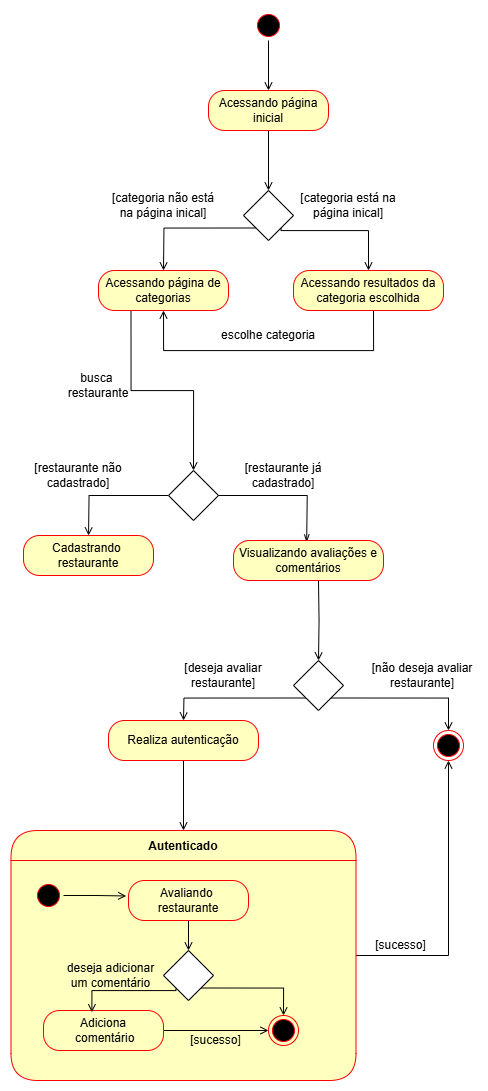 Acessando página
inicial
[categoria não está
na página inical]
[categoria está na
página inical]
Acessando página de
categorias
Acessando resultados da
categoria escolhida
escolhe categoria
busca
restaurante
[restaurante não
cadastrado]
[restaurante já
cadastrado]
Cadastrando
restaurante
Visualizando avaliações e
comentários
[deseja avaliar
restaurante]
[não deseja avaliar
restaurante]
Realiza autenticação
Autenticado
Avaliando
restaurante
deseja adicionar
um comentário
Adiciona
comentário
[sucesso]
[sucesso]